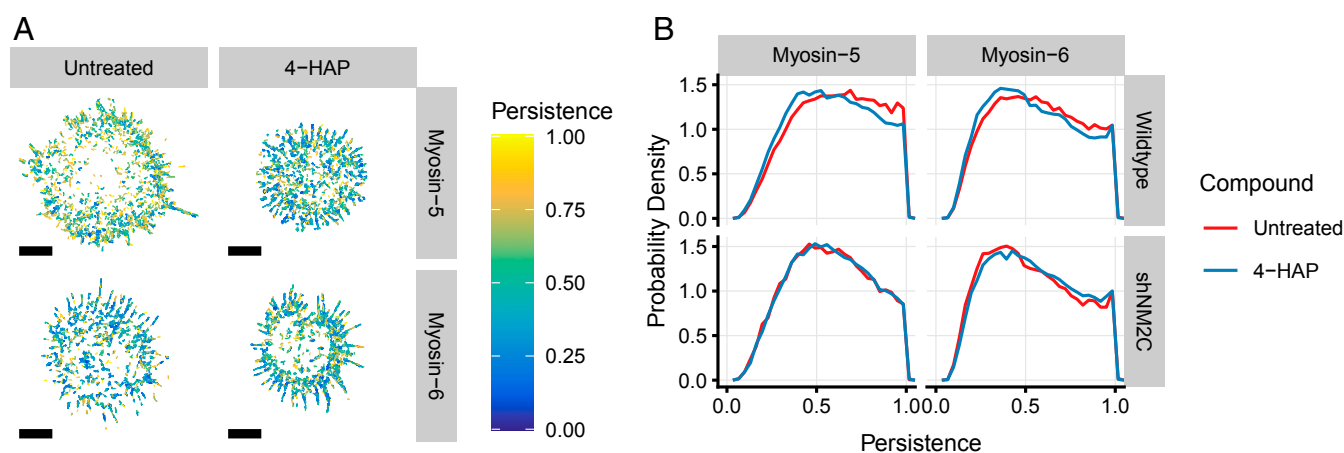 A
Untreated
4−HAP
Myosin−5
Myosin−6
Persistence
1.00
0.75
0.50
0.25
0.00
B
Myosin−5
Myosin−6
Wildtype
shNM2C
Probability Density
1.5
1.0
0.5
0.0
1.5
1.0
0.5
0.0
0.0
0.5
1.0
0.0
0.5
1.0
Persistence
Compound
Untreated
4−HAP